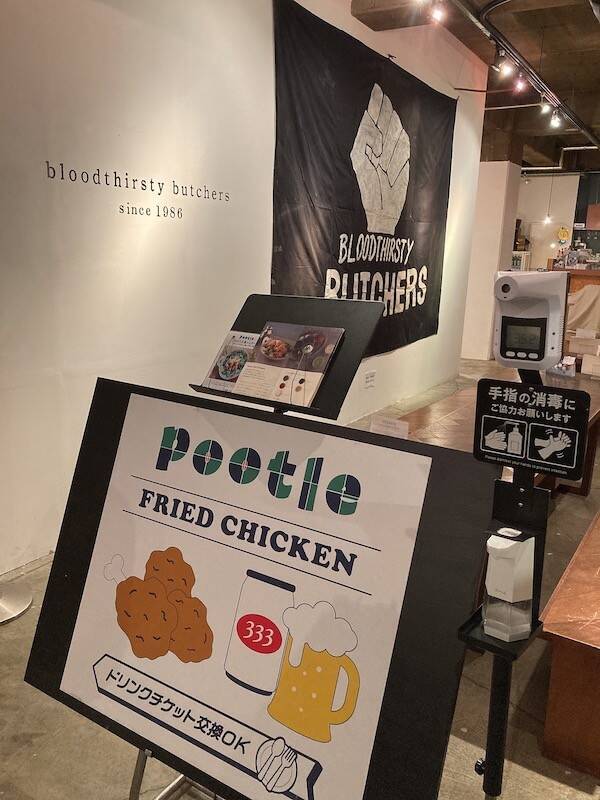 bloodthirsty butchers
since 1986
BLOODTHIRSTY
BUTCHERS
pootle
pootle
FRIED CHICKEN
333
ドリンクチケット交換OK
手指の消毒に
ご協力お願いします